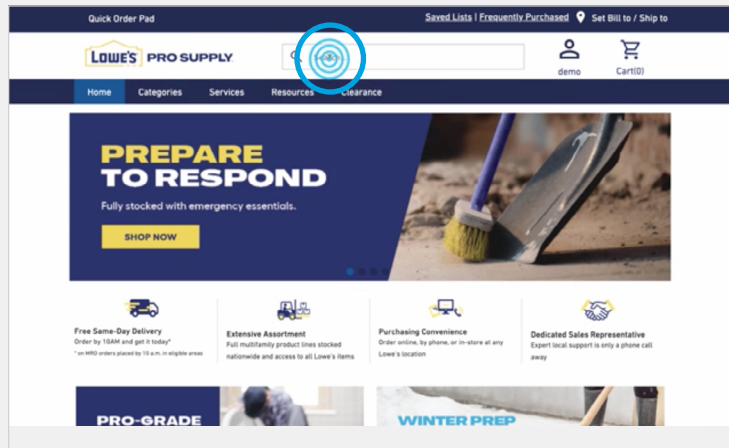 Quick Order Pad
Saved Lists | Frequently Purchased
Set Bill to / Ship to
LOWE'S PRO SUPPLY
demo
Cart(0)
Home
Categories
Services
Resources
Clearance
PREPARE
TO RESPOND
Fully stocked with emergency essentials.
SHOP NOW
Free Same-Day Delivery
Order by 10AM and get it today*
* on MRO orders placed by 10 a.m. in eligible areas
Extensive Assortment
Full multifamily product lines stocked
nationwide and access to all Lowe's items
Purchasing Convenience
Order online, by phone, or in-store at any
Lowe's location
Dedicated Sales Representative
Expert local support is only a phone call
away
PRO-GRADE
WINTER PREP